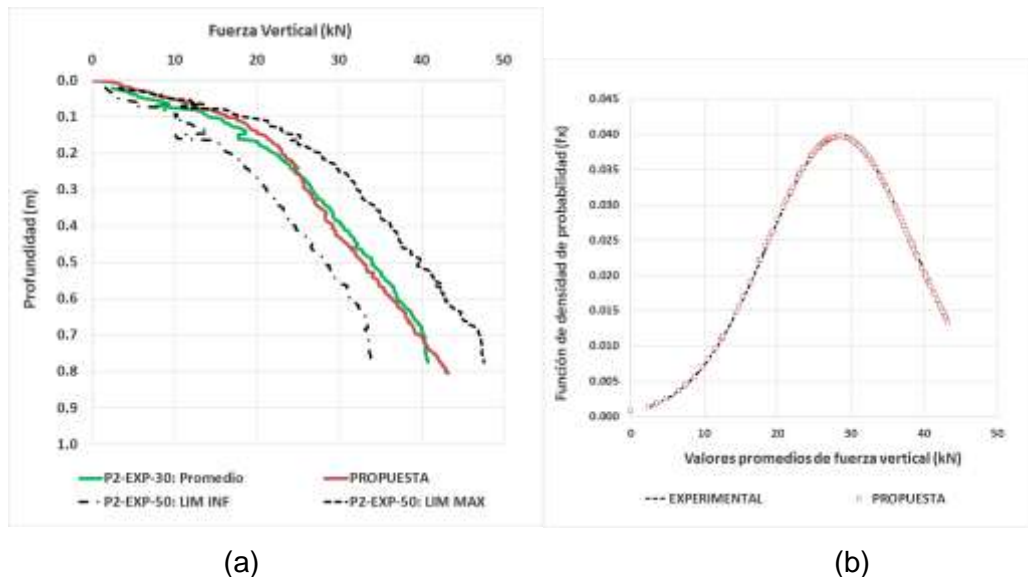 Fuerza Vertical (kN)
0 10 20 30 40 50
0.0
0.1
0.2
0.3
0.4
0.5
0.6
0.7
0.8
0.9
1.0
Profundidad (m)
P2-EXP-30: Promedio
PROPUESTA
P2-EXP-50: LIM INF
P2-EXP-50: LIM MAX
(a)
0.045
0.040
0.035
0.030
0.025
0.020
0.015
0.010
0.005
0.000
Función de densidad de probabilidad (fx)
0 10 20 30 40 50
Valores promedios de fuerza vertical (kN)
EXPERIMENTAL
PROPUESTA
(b)